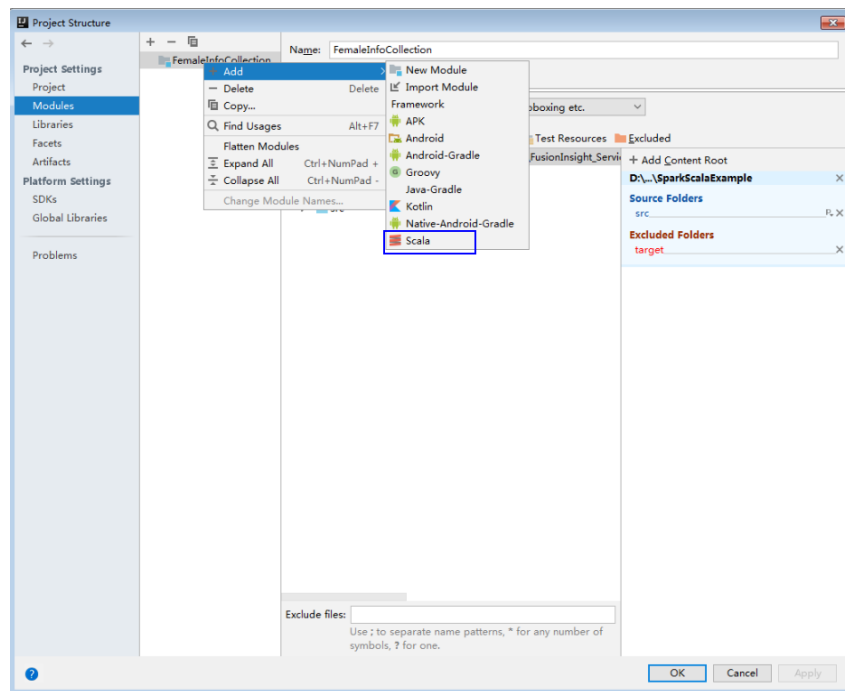 Project Structure
Project Settings
Project
Modules
Libraries
Facets
Artifacts
Platform Settings
SDKs
Global Libraries
Problems
FemaleInfoCollection
Add
Delete Delete
Copy...
Find Usages Alt+F7
Flatten Modules
Expand All Ctrl+NumPad +
Collapse All Ctrl+NumPad -
Change Module Names...
New Module
Import Module
Framework
APK
Android
Android-Gradle
Groovy
Java-Gradle
Kotlin
Native-Android-Gradle
Scala
Name: FemaleInfoCollection
oboxing etc.
Test Resources Excluded
FusionInsight_Servi
+ Add Content Root
D:\...\SparkScalaExample
Source Folders
src
Excluded Folders
target
Exclude files:
Use ; to separate name patterns, * for any number of
symbols, ? for one.
OK Cancel Apply